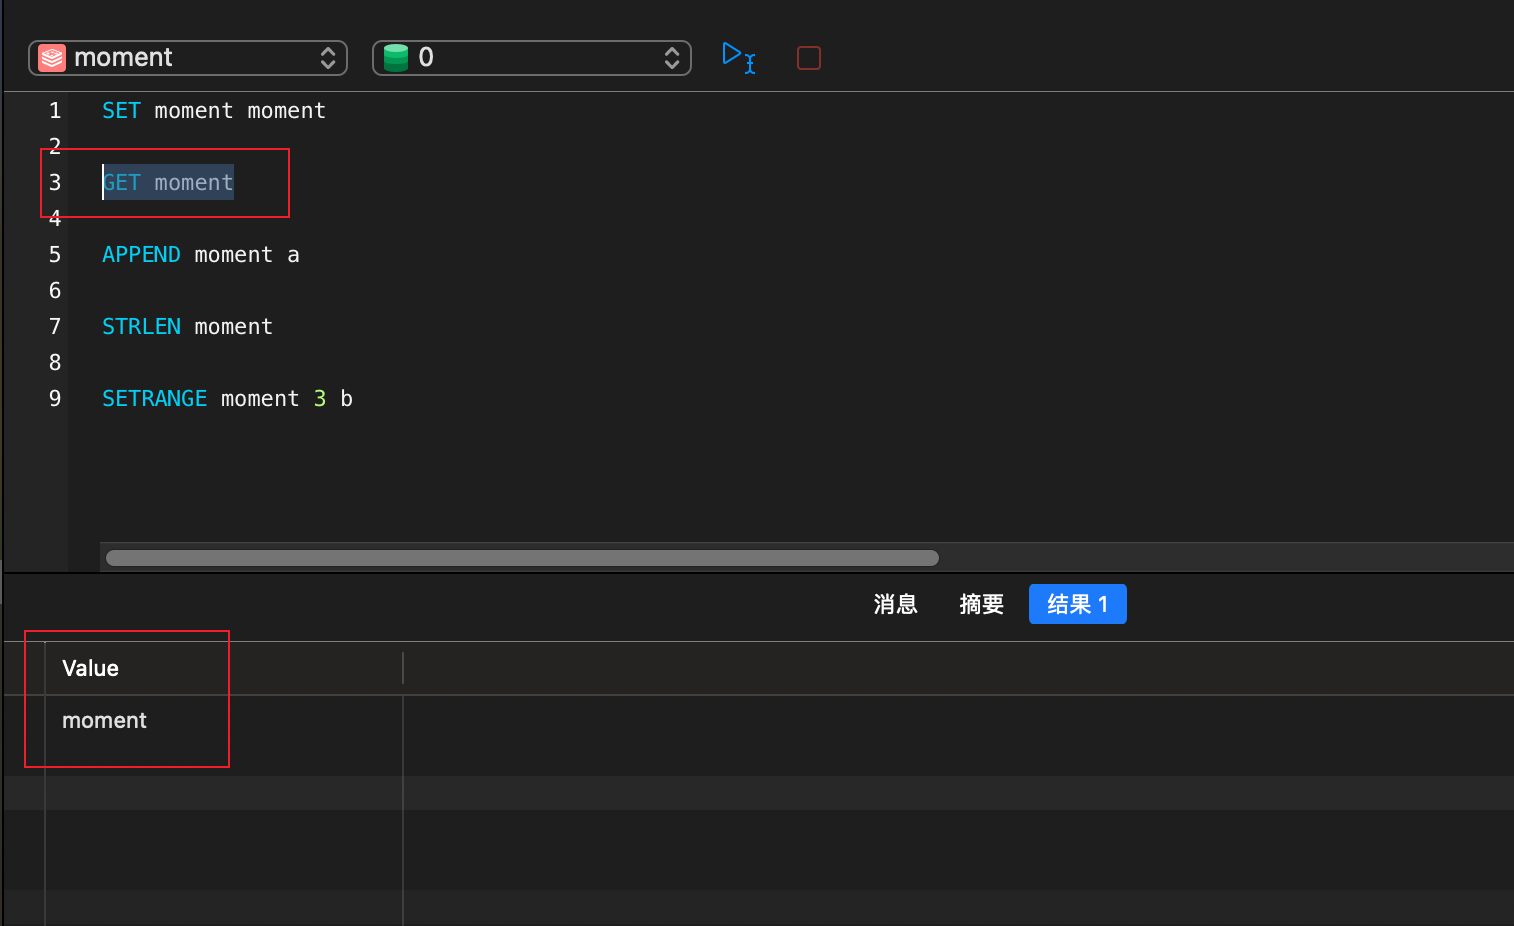 moment 0
1 SET moment moment
2
3 GET moment
4
5 APPEND moment a
6
7 STRLEN moment
8
9 SETRANGE moment 3 b
消息 摘要 结果 1
Value
moment